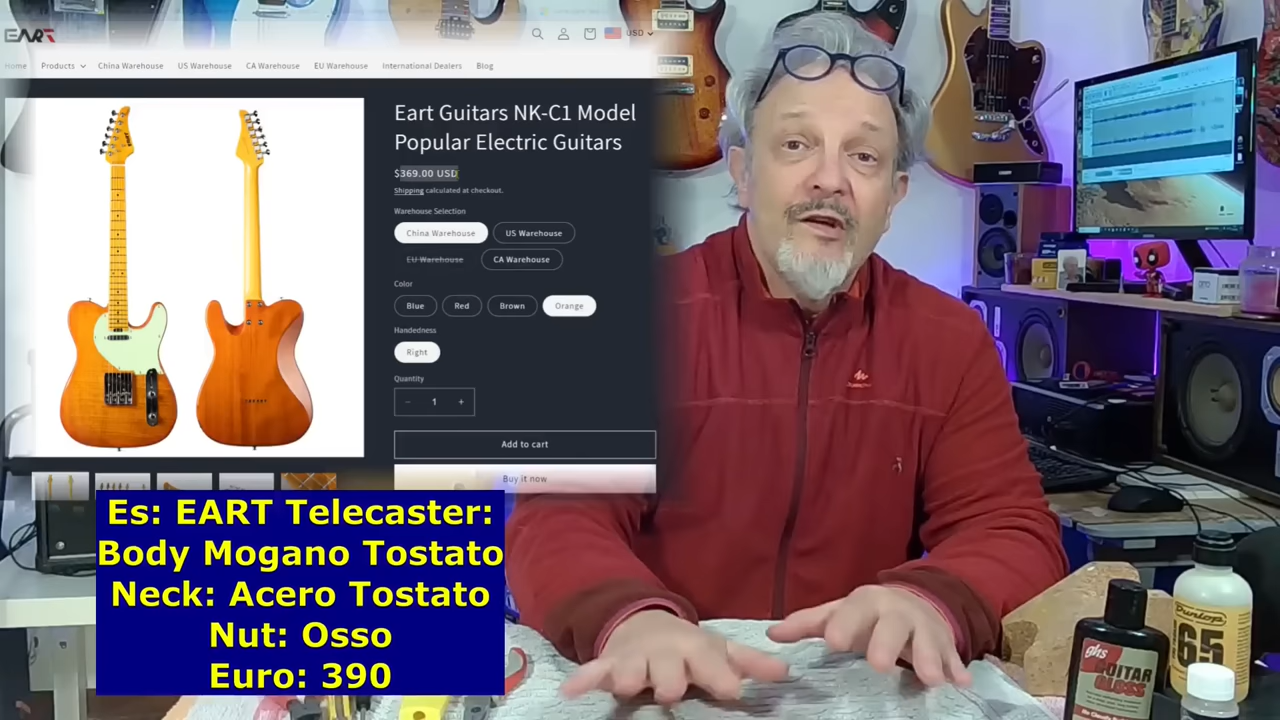 EART
USD
Home Products China Warehouse US Warehouse CA Warehouse EU Warehouse International Dealers Blog
Eart Guitars NK-C1 Model
Popular Electric Guitars
$369.00 USD
Shipping calculated at checkout.
Warehouse Selection
China Warehouse US Warehouse
EU Warehouse CA Warehouse
Color
Blue Red Brown Orange
Handedness
Right
Quantity
− 1 +
Add to cart
Buy it now
Es: EART Telecaster:
Body Mogano Tostato
Neck: Acero Tostato
Nut: Osso
Euro: 390
Dunlop
65
ghs
GUITAR
GLOSS